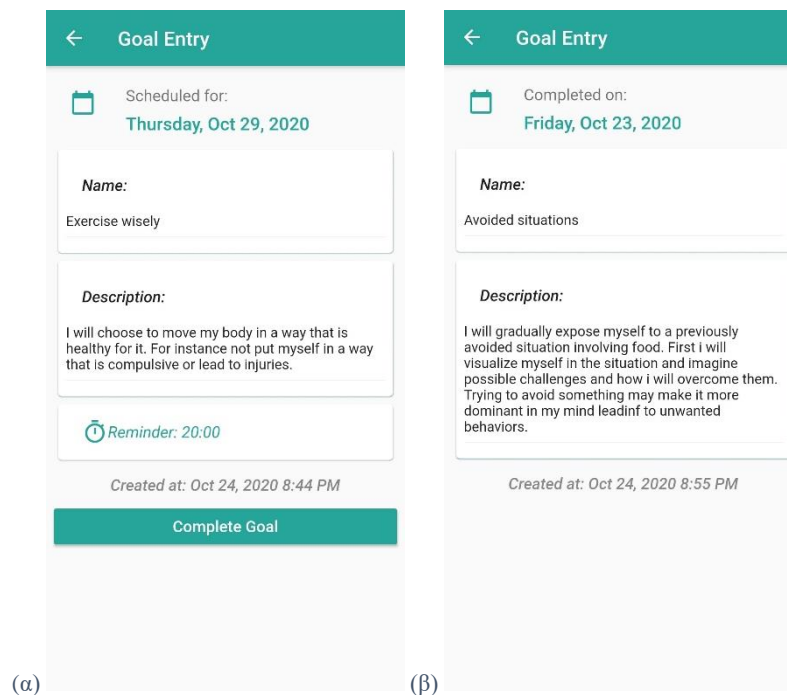 Goal Entry
Scheduled for:
Thursday, Oct 29, 2020
Name:
Exercise wisely
Description:
I will choose to move my body in a way that is
healthy for it. For instance not put myself in a way
that is compulsive or lead to injuries.
Reminder: 20:00
Created at: Oct 24, 2020 8:44 PM
Complete Goal
(α)
Goal Entry
Completed on:
Friday, Oct 23, 2020
Name:
Avoided situations
Description:
I will gradually expose myself to a previously
avoided situation involving food. First i will
visualize myself in the situation and imagine
possible challenges and how i will overcome them.
Trying to avoid something may make it more
dominant in my mind leadinf to unwanted
behaviors.
Created at: Oct 24, 2020 8:55 PM
(β)